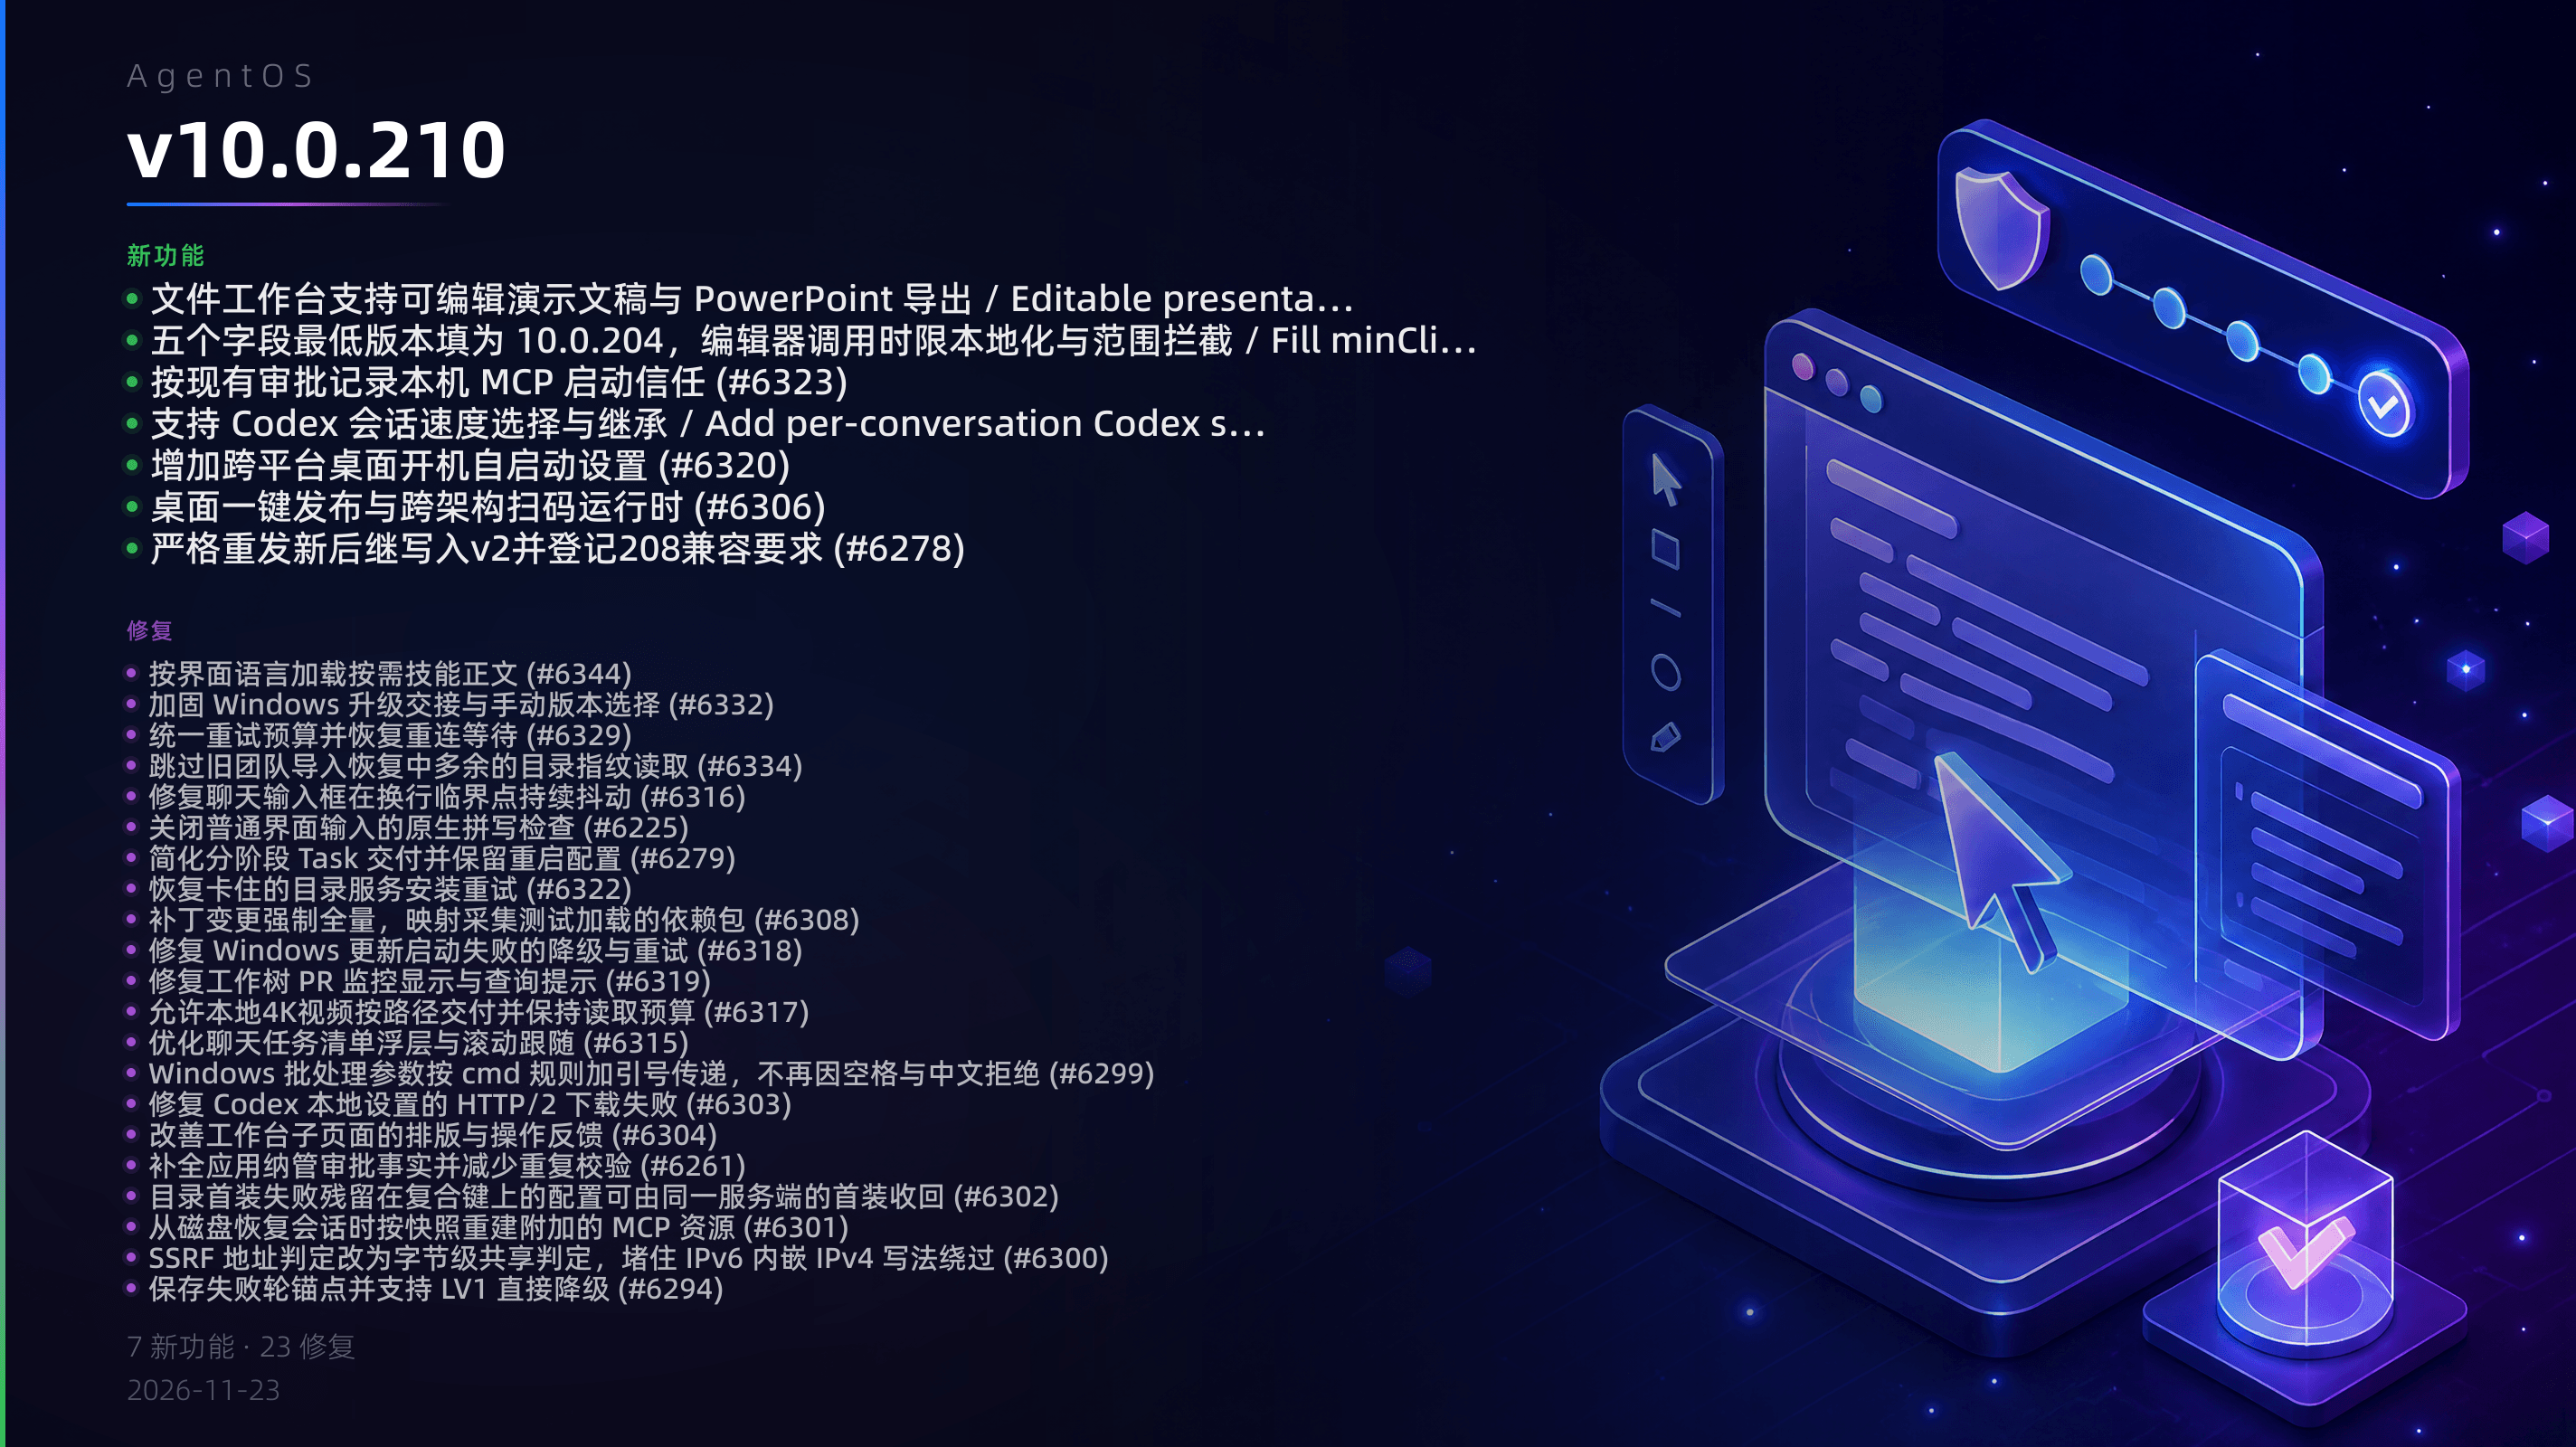 AgentOS
v10.0.210
新功能
文件工作台支持可编辑演示文稿与 PowerPoint 导出 / Editable presenta...
五个字段最低版本填为 10.0.204，编辑器调用时限本地化与范围拦截 / Fill minCli...
按现有审批记录本机 MCP 启动信任 (#6323)
支持 Codex 会话速度选择与继承 / Add per-conversation Codex s...
增加跨平台桌面开机自启动设置 (#6320)
桌面一键发布与跨架构扫码运行时 (#6306)
严格重发新后继写入v2并登记208兼容要求 (#6278)
修复
按界面语言加载按需技能正文 (#6344)
加固 Windows 升级交接与手动版本选择 (#6332)
统一重试预算并恢复重连等待 (#6329)
跳过旧团队导入恢复中多余的目录指纹读取 (#6334)
修复聊天输入框在换行临界点持续抖动 (#6316)
关闭普通界面输入的原生拼写检查 (#6225)
简化分阶段 Task 交付并保留重启配置 (#6279)
恢复卡住的目录服务安装重试 (#6322)
补丁变更强制全量，映射采集测试加载的依赖包 (#6308)
修复 Windows 更新启动失败的降级与重试 (#6318)
修复工作树 PR 监控显示与查询提示 (#6319)
允许本地4K视频按路径交付并保持读取预算 (#6317)
优化聊天任务清单浮层与滚动跟随 (#6315)
Windows 批处理参数按 cmd 规则加引号传递，不再因空格与中文拒绝 (#6299)
修复 Codex 本地设置的 HTTP/2 下载失败 (#6303)
改善工作台子页面的排版与操作反馈 (#6304)
补全应用纳管审批事实并减少重复校验 (#6261)
目录首装失败残留在复合键上的配置可由同一服务端的首装收回 (#6302)
从磁盘恢复会话时按快照重建附加的 MCP 资源 (#6301)
SSRF 地址判定改为字节级共享判定，堵住 IPv6 内嵌 IPv4 写法绕过 (#6300)
保存失败轮锚点并支持 LV1 直接降级 (#6294)
7 新功能 · 23 修复
2026-11-23